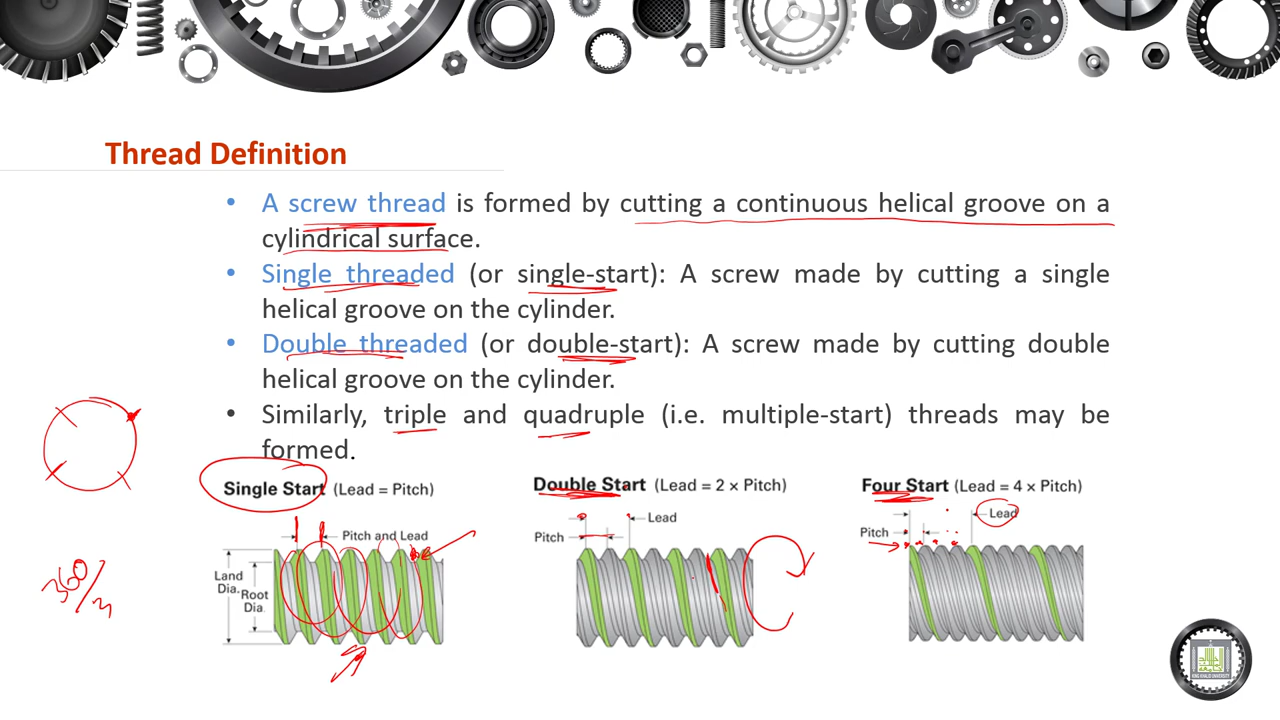 Thread Definition
• A screw thread is formed by cutting a continuous helical groove on a
cylindrical surface.
• Single threaded (or single-start): A screw made by cutting a single
helical groove on the cylinder.
• Double threaded (or double-start): A screw made by cutting double
helical groove on the cylinder.
• Similarly, triple and quadruple (i.e. multiple-start) threads may be
formed.
Single Start (Lead = Pitch)
Double Start (Lead = 2 × Pitch)
Four Start (Lead = 4 × Pitch)
Pitch and Lead
Land
Dia.
Root
Dia.
Lead
Pitch
Lead
Pitch
360/3
KING KHALID UNIVERSITY